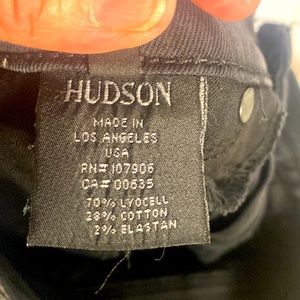 HUDSON
MADE IN
LOS ANGELES
USA
RN# 107906
CA# 00635
70% LYOCELL
28% COTTON
2% ELASTAN